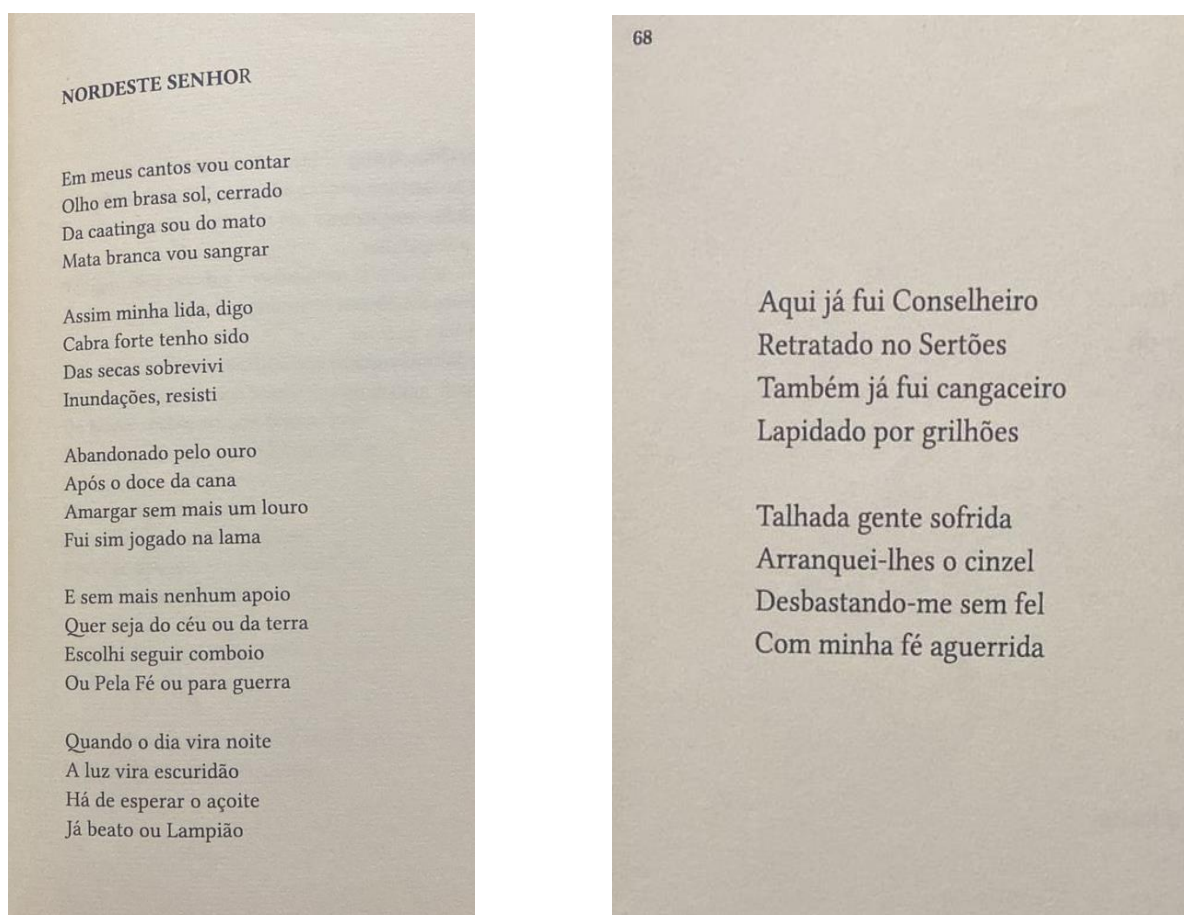 NORDESTE SENHOR
Em meus cantos vou contar
Olho em brasa sol, cerrado
Da caatinga sou do mato
Mata branca vou sangrar
Assim minha lida, digo
Cabra forte tenho sido
Das secas sobrevivi
Inundações, resisti
Abandonado pelo ouro
Após o doce da cana
Amargar sem mais um louro
Fui sim jogado na lama
E sem mais nenhum apoio
Quer seja do céu ou da terra
Escolhi seguir comboio
Ou Pela Fé ou para guerra
Quando o dia vira noite
A luz vira escuridão
Há de esperar o açoite
Já beato ou Lampião
68
Aqui já fui Conselheiro
Retratado no Sertões
Também já fui cangaceiro
Lapidado por grilhões
Talhada gente sofrida
Arranquei-lhes o cinzel
Desbastando-me sem fel
Com minha fé aguerrida